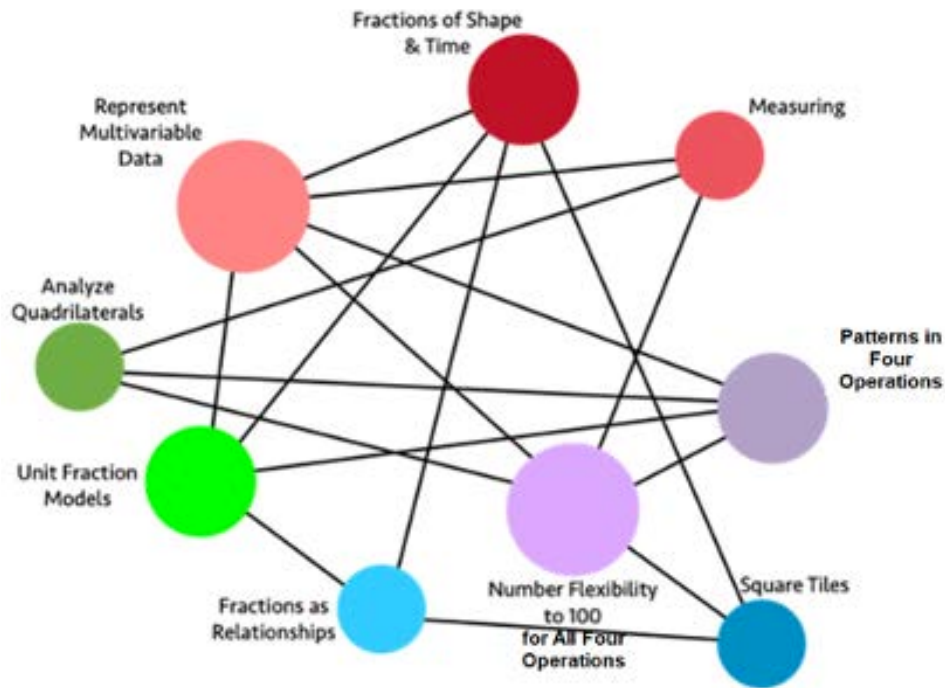 Fractions of Shape
& Time
Measuring
Represent
Multivariable
Data
Analyze
Quadrilaterals
Patterns in
Four
Operations
Unit Fraction
Models
Fractions as
Relationships
Number Flexibility
to 100
for All Four
Operations
Square Tiles